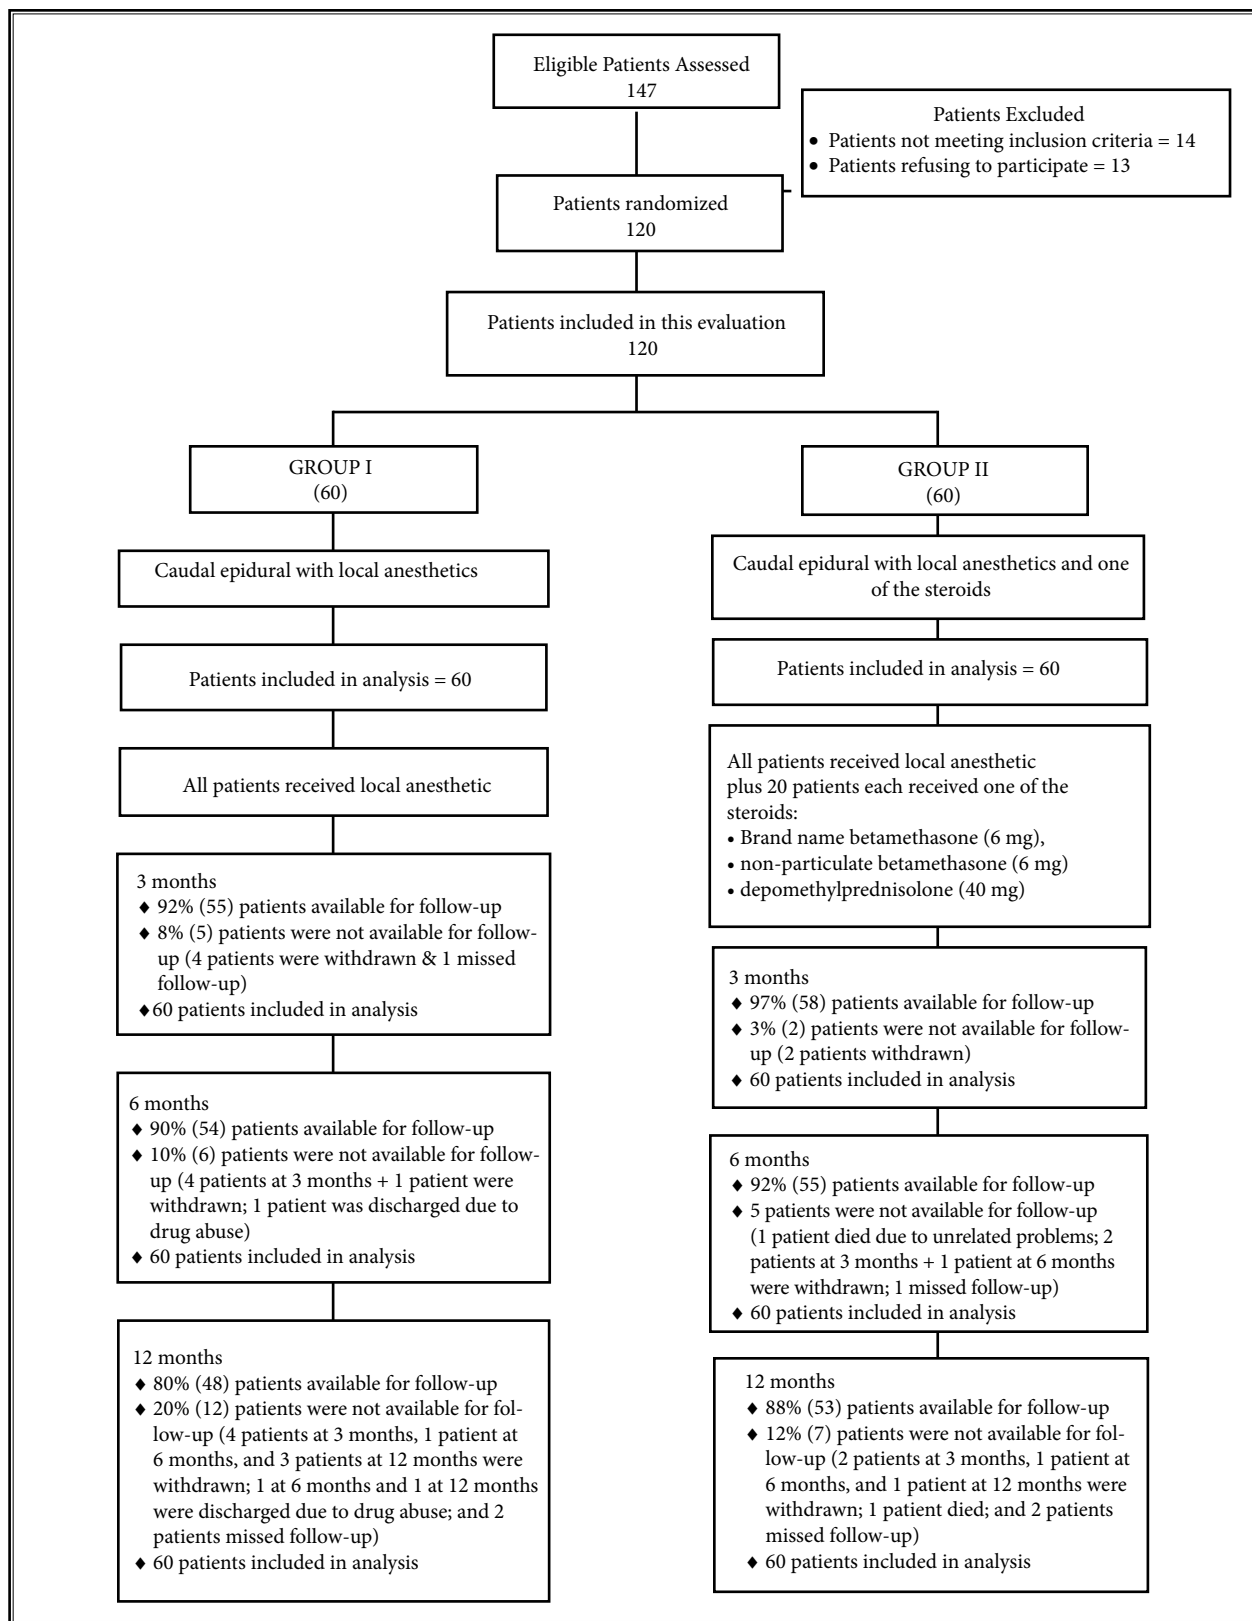 Eligible Patients Assessed
147
Patients Excluded
• Patients not meeting inclusion criteria = 14
• Patients refusing to participate = 13
Patients randomized
120
Patients included in this evaluation
120
GROUP I
(60)
Caudal epidural with local anesthetics
Patients included in analysis = 60
All patients received local anesthetic
3 months
♦ 92% (55) patients available for follow-up
♦ 8% (5) patients were not available for follow-
up (4 patients were withdrawn & 1 missed
follow-up)
♦60 patients included in analysis
6 months
♦ 90% (54) patients available for follow-up
♦ 10% (6) patients were not available for follow-
up (4 patients at 3 months + 1 patient were
withdrawn; 1 patient was discharged due to
drug abuse)
♦ 60 patients included in analysis
12 months
♦ 80% (48) patients available for follow-up
♦ 20% (12) patients were not available for fol-
low-up (4 patients at 3 months, 1 patient at
6 months, and 3 patients at 12 months were
withdrawn; 1 at 6 months and 1 at 12 months
were discharged due to drug abuse; and 2
patients missed follow-up)
♦ 60 patients included in analysis
GROUP II
(60)
Caudal epidural with local anesthetics and one
of the steroids
Patients included in analysis = 60
All patients received local anesthetic
plus 20 patients each received one of the
steroids:
• Brand name betamethasone (6 mg),
• non-particulate betamethasone (6 mg)
• depomethylprednisolone (40 mg)
3 months
♦ 97% (58) patients available for follow-up
♦ 3% (2) patients were not available for follow-
up (2 patients withdrawn)
♦ 60 patients included in analysis
6 months
♦ 92% (55) patients available for follow-up
♦ 5 patients were not available for follow-up
(1 patient died due to unrelated problems; 2
patients at 3 months + 1 patient at 6 months
were withdrawn; 1 missed follow-up)
♦ 60 patients included in analysis
12 months
♦ 88% (53) patients available for follow-up
♦ 12% (7) patients were not available for fol-
low-up (2 patients at 3 months, 1 patient at
6 months, and 1 patient at 12 months were
withdrawn; 1 patient died; and 2 patients
missed follow-up)
♦ 60 patients included in analysis